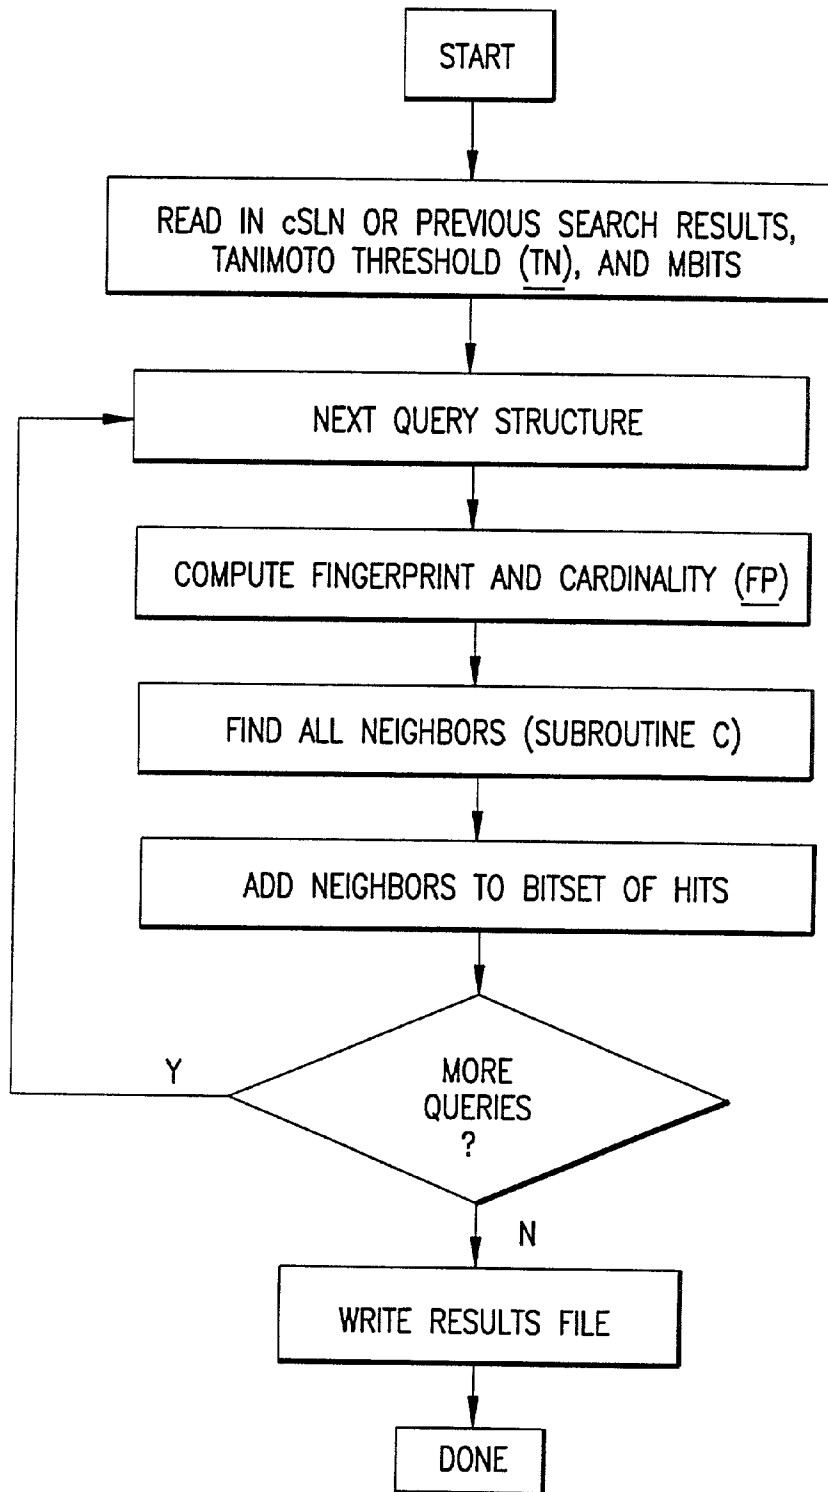 START
READ IN cSLN OR PREVIOUS SEARCH RESULTS,
TANIMOTO THRESHOLD (TN), AND MBITS
NEXT QUERY STRUCTURE
COMPUTE FINGERPRINT AND CARDINALITY (FP)
FIND ALL NEIGHBORS (SUBROUTINE C)
ADD NEIGHBORS TO BITSET OF HITS
Y
MORE
QUERIES
?
N
WRITE RESULTS FILE
DONE